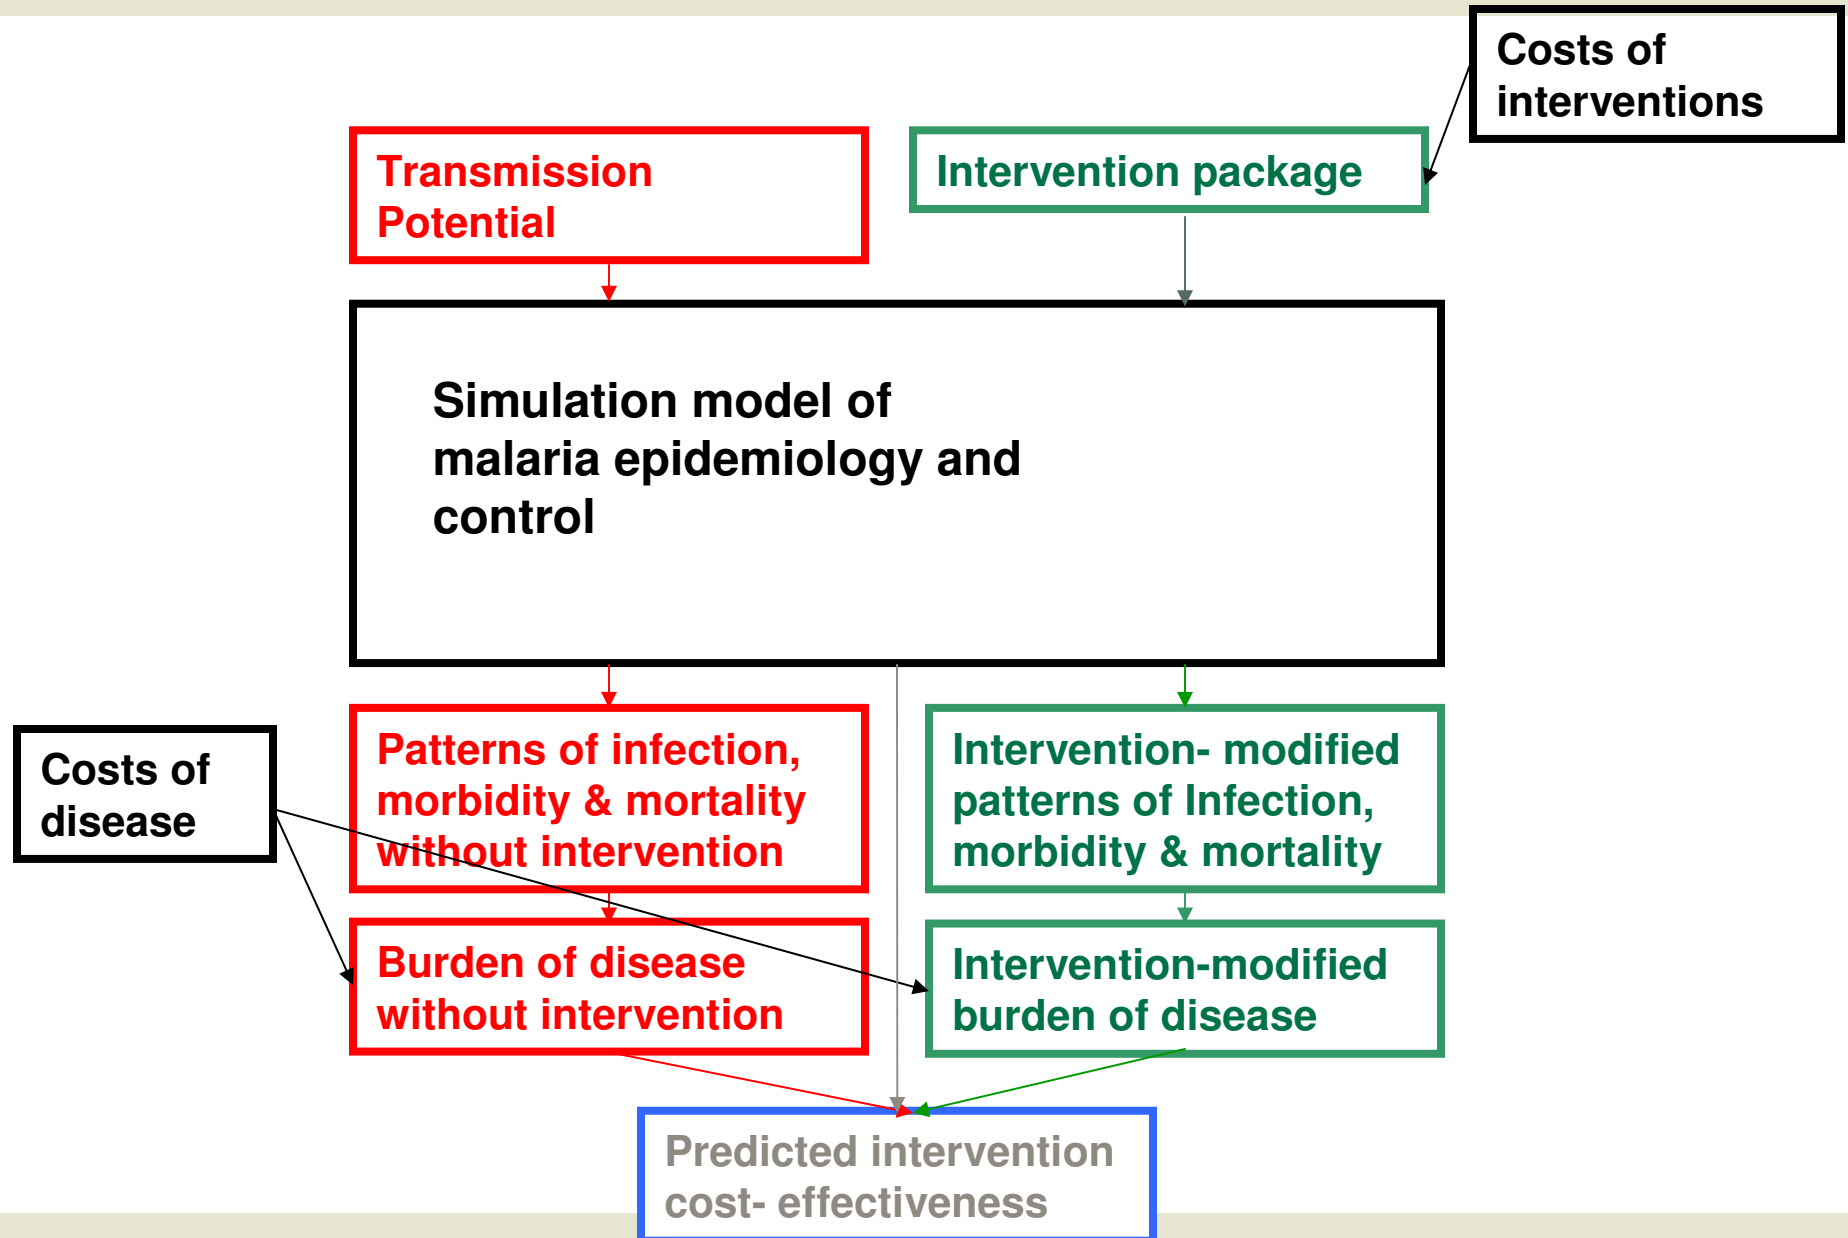 Costs of
interventions
Transmission
Potential
Intervention package
Simulation model of
malaria epidemiology and
control
Costs of
disease
Patterns of infection,
morbidity & mortality
without intervention
Intervention- modified
patterns of Infection,
morbidity & mortality
Burden of disease
without intervention
Intervention-modified
burden of disease
Predicted intervention
cost- effectiveness